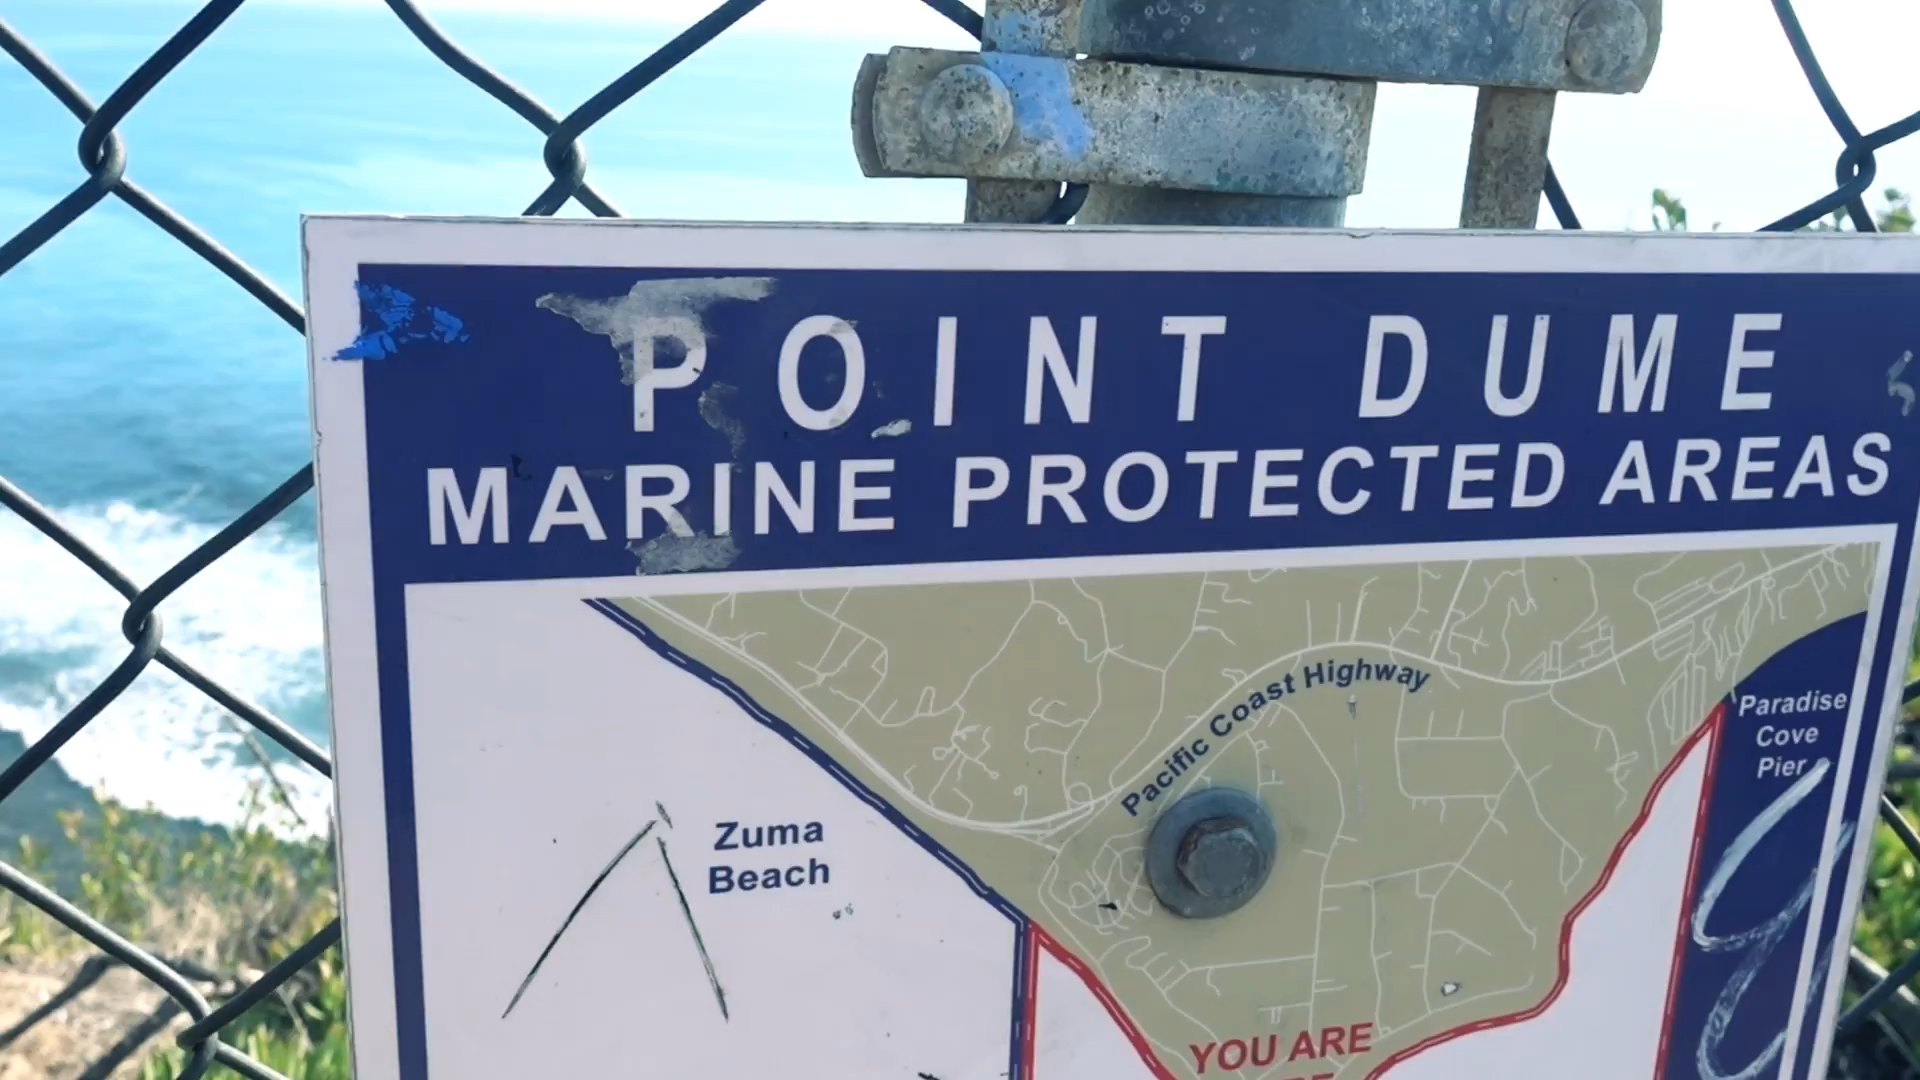 POINT DUME
MARINE PROTECTED AREAS
Pacific Coast Highway
Paradise
Cove
Pier
Zuma
Beach
YOU ARE